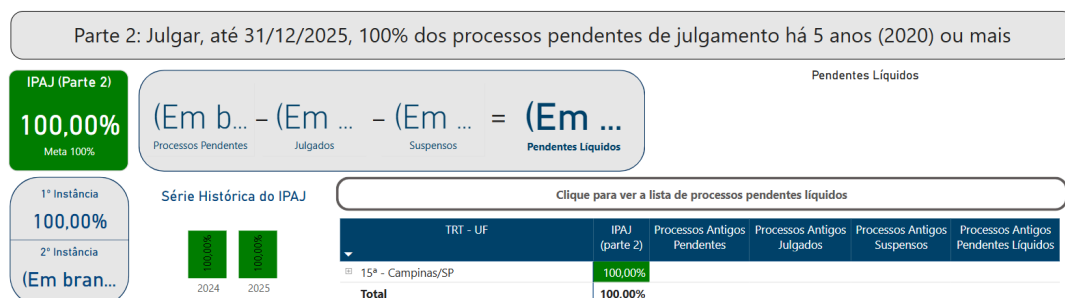 Parte 2: Julgar, até 31/12/2025, 100% dos processos pendentes de julgamento há 5 anos (2020) ou mais
IPAJ (Parte 2)
100,00%
Meta 100%
(Em b... – (Em ... – (Em ... = (Em ...
Processos Pendentes Julgados Suspensos Pendentes Líquidos
Pendentes Líquidos
1° Instância
100,00%
2° Instância
(Em bran...
Série Histórica do IPAJ
100,00% 100,00%
2024 2025
Clique para ver a lista de processos pendentes líquidos
TRT - UF IPAJ (parte 2) Processos Antigos Pendentes Processos Antigos Julgados Processos Antigos Suspensos Processos Antigos Pendentes Líquidos
15ª - Campinas/SP 100,00%
Total 100,00%